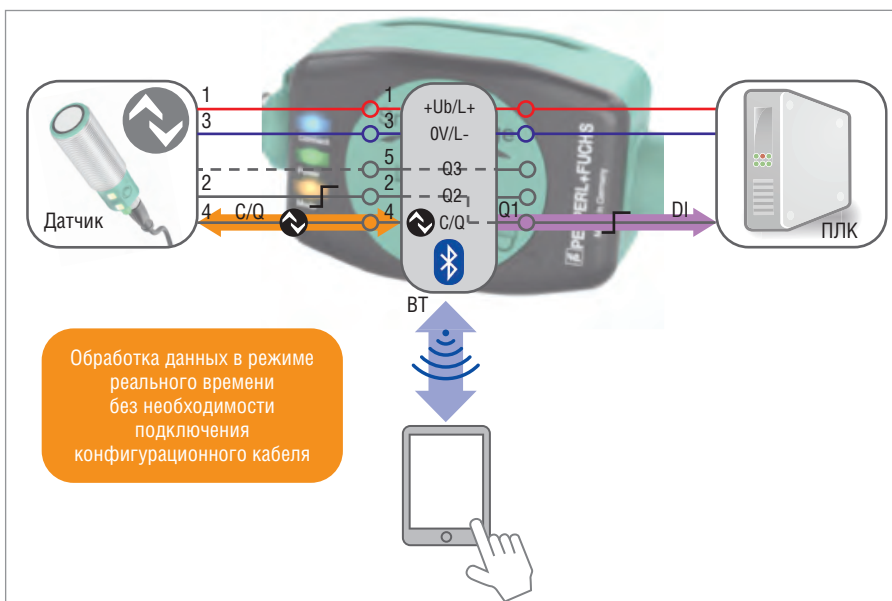 1
3
2
4
C/Q
Датчик
1
3
5
2
4
+Ub/L+
0V/L-
Q3
Q2
C/Q
Q1
DI
ПЛК
BT
PEPPERL+FUCHS
Обработка данных в режиме
реального времени
без необходимости
подключения
конфигурационного кабеля